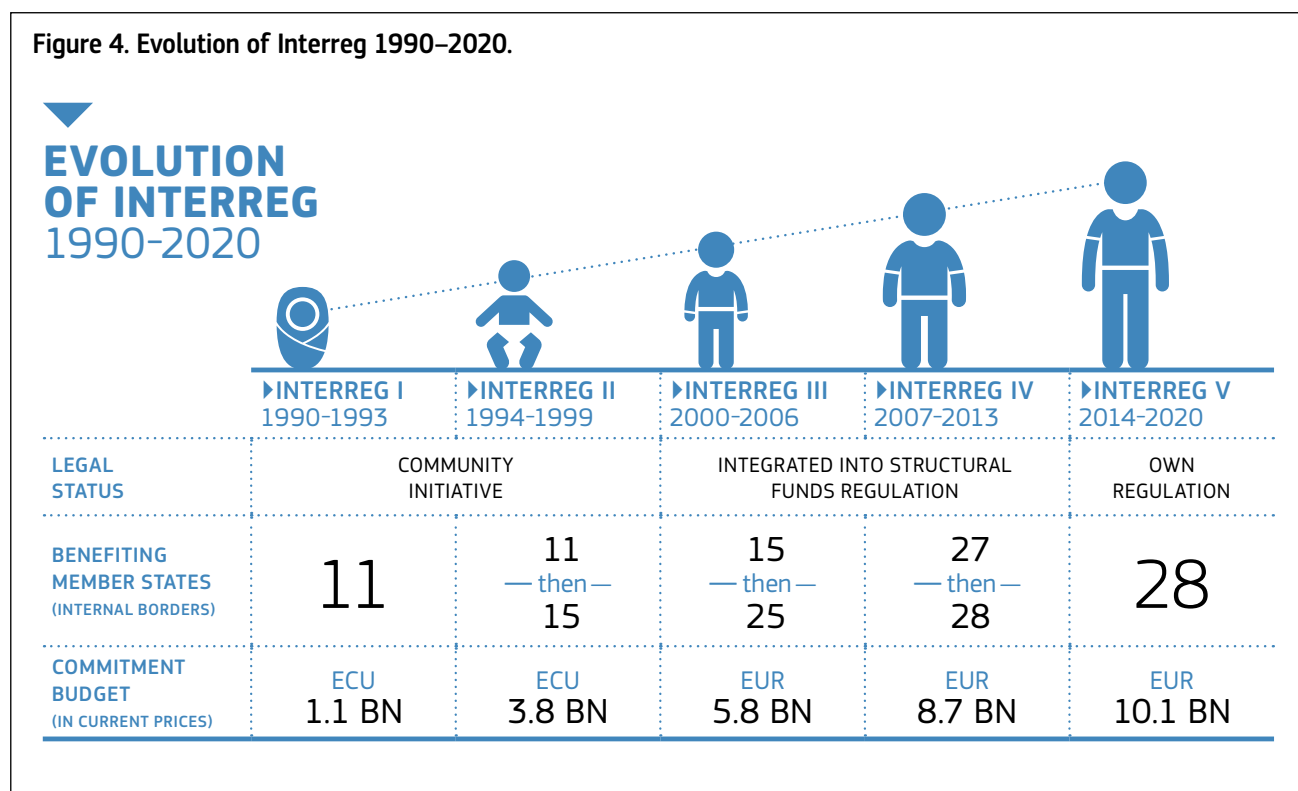 Figure 4. Evolution of Interreg 1990–2020.
EVOLUTION
OF INTERREG
1990-2020
INTERREG I
1990-1993
INTERREG II
1994-1999
INTERREG III
2000-2006
INTERREG IV
2007-2013
INTERREG V
2014-2020
LEGAL
STATUS
COMMUNITY
INITIATIVE
INTEGRATED INTO STRUCTURAL
FUNDS REGULATION
OWN
REGULATION
BENEFITING
MEMBER STATES
(INTERNAL BORDERS)
11
11
— then —
15
15
— then —
25
27
— then —
28
28
COMMITMENT
BUDGET
(IN CURRENT PRICES)
ECU
1.1 BN
ECU
3.8 BN
EUR
5.8 BN
EUR
8.7 BN
EUR
10.1 BN